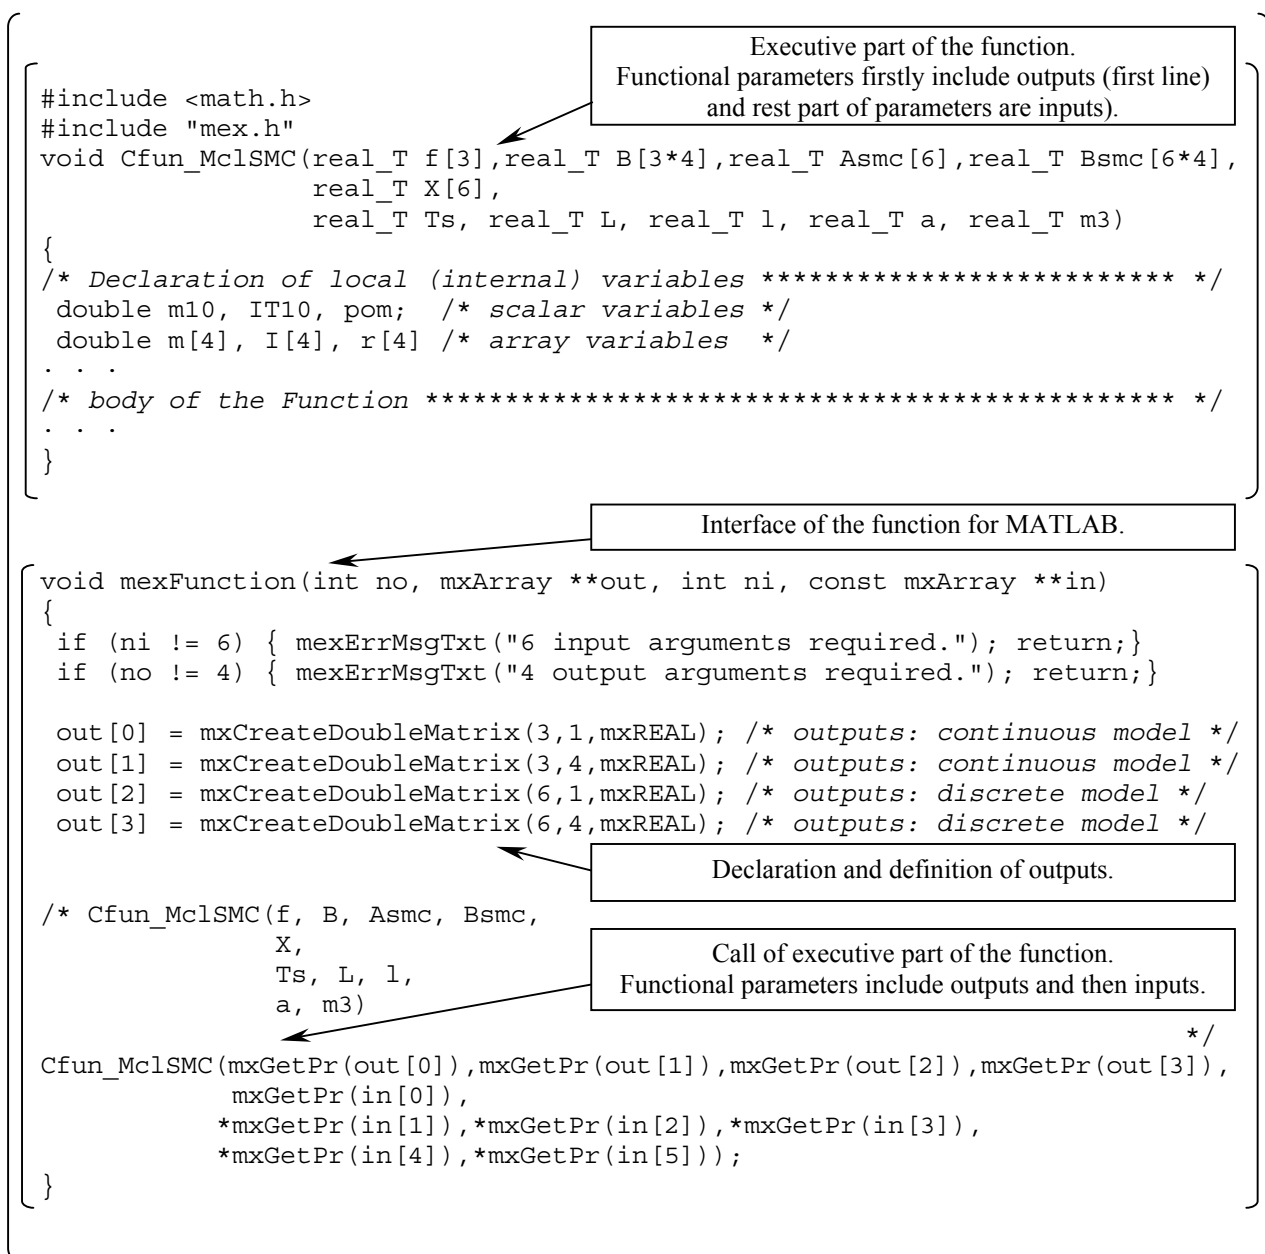 Executive part of the function.
Functional parameters firstly include outputs (first line)
and rest part of parameters are inputs).
#include <math.h>
#include "mex.h"
void Cfun_MclSMC(real_T f[3],real_T B[3*4],real_T Asmc[6],real_T Bsmc[6*4],
real_T X[6],
real_T Ts, real_T L, real_T l, real_T a, real_T m3)
{
/* Declaration of local (internal) variables ************************** */
double m10, IT10, pom;  /* scalar variables */
double m[4], I[4], r[4] /* array variables  */
. . .
/* body of the Function *********************************************** */
. . .
}
Interface of the function for MATLAB.
void mexFunction(int no, mxArray **out, int ni, const mxArray **in)
{
if (ni != 6) { mexErrMsgTxt("6 input arguments required."); return;}
if (no != 4) { mexErrMsgTxt("4 output arguments required."); return;}
out[0] = mxCreateDoubleMatrix(3,1,mxREAL); /* outputs: continuous model */
out[1] = mxCreateDoubleMatrix(3,4,mxREAL); /* outputs: continuous model */
out[2] = mxCreateDoubleMatrix(6,1,mxREAL); /* outputs: discrete model */
out[3] = mxCreateDoubleMatrix(6,4,mxREAL); /* outputs: discrete model */
Declaration and definition of outputs.
/* Cfun_MclSMC(f, B, Asmc, Bsmc,
X,
Ts, L, l,
a, m3)
Call of executive part of the function.
Functional parameters include outputs and then inputs.
*/
Cfun_MclSMC(mxGetPr(out[0]),mxGetPr(out[1]),mxGetPr(out[2]),mxGetPr(out[3]),
mxGetPr(in[0]),
*mxGetPr(in[1]),*mxGetPr(in[2]),*mxGetPr(in[3]),
*mxGetPr(in[4]),*mxGetPr(in[5]));
}